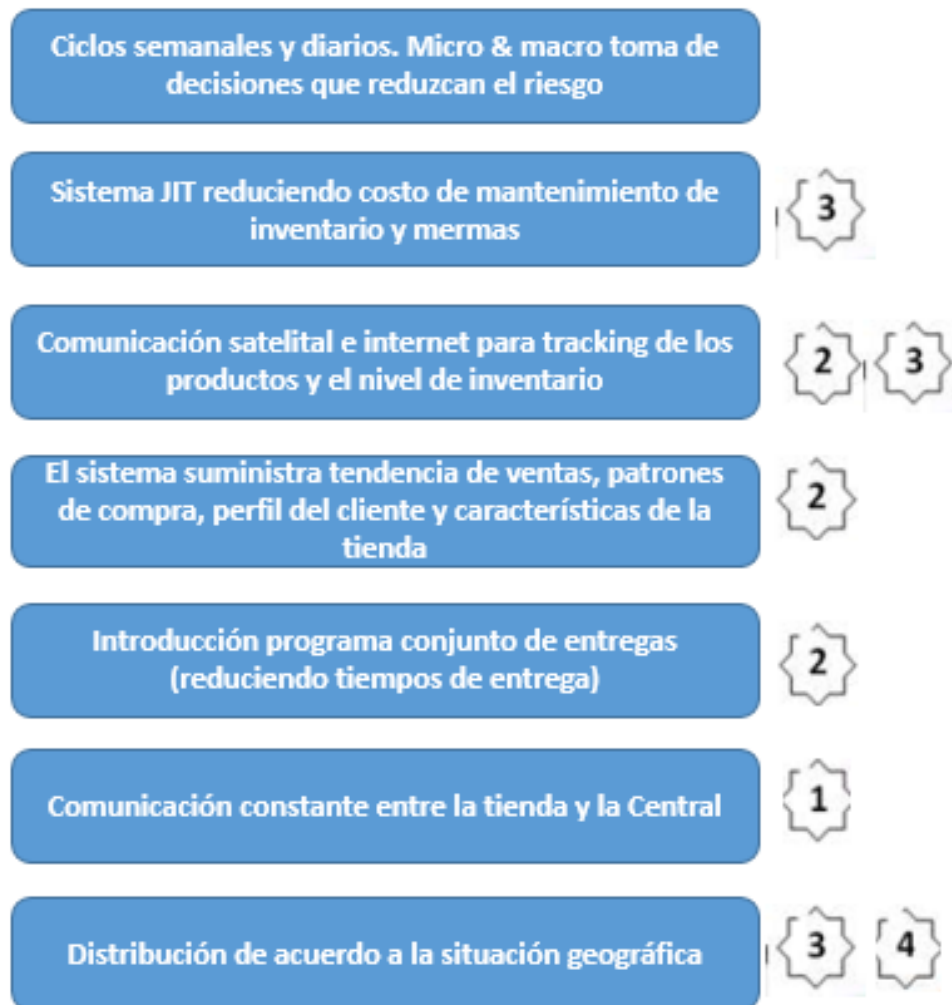 Ciclos semanales y diarios. Micro & macro toma de
decisiones que reduzcan el riesgo
Sistema JIT reduciendo costo de mantenimiento de
inventario y mermas
3
Comunicación satelital e internet para tracking de los
productos y el nivel de inventario
2 3
El sistema suministra tendencia de ventas, patrones
de compra, perfil del cliente y características de la
tienda
2
Introducción programa conjunto de entregas
(reduciendo tiempos de entrega)
2
Comunicación constante entre la tienda y la Central
1
Distribución de acuerdo a la situación geográfica
3 4